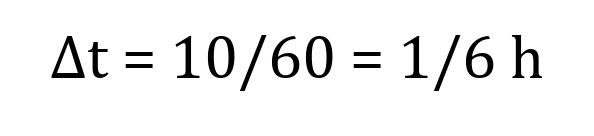 Δt = 10/60 = 1/6 h